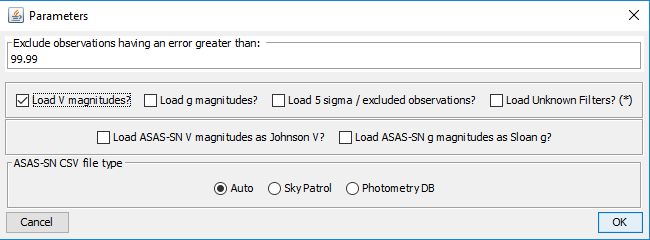 Parameters
Exclude observations having an error greater than:
99.99
Load V magnitudes? Load g magnitudes? Load 5 sigma / excluded observations? Load Unknown Filters? (*)
Load ASAS-SN V magnitudes as Johnson V? Load ASAS-SN g magnitudes as Sloan g?
ASAS-SN CSV file type
Auto Sky Patrol Photometry DB
Cancel OK